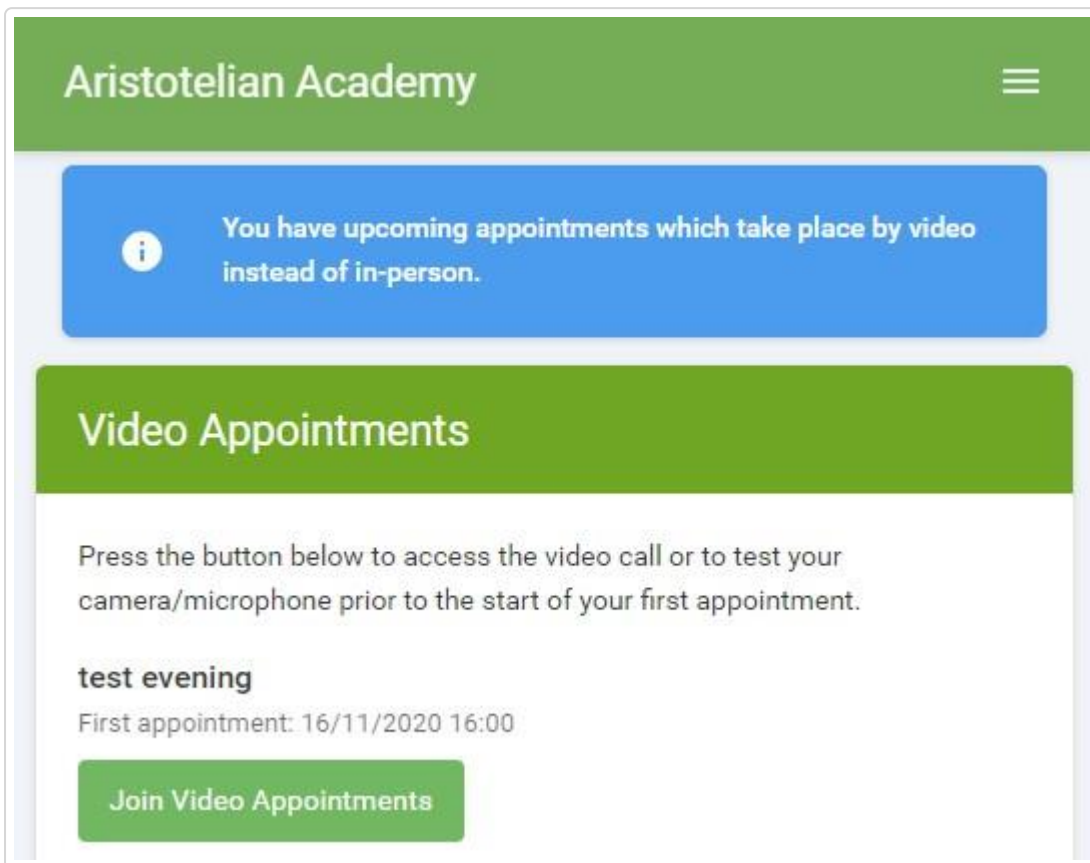 Aristotelian Academy
You have upcoming appointments which take place by video
instead of in-person.
Video Appointments
Press the button below to access the video call or to test your
camera/microphone prior to the start of your first appointment.
test evening
First appointment: 16/11/2020 16:00
Join Video Appointments